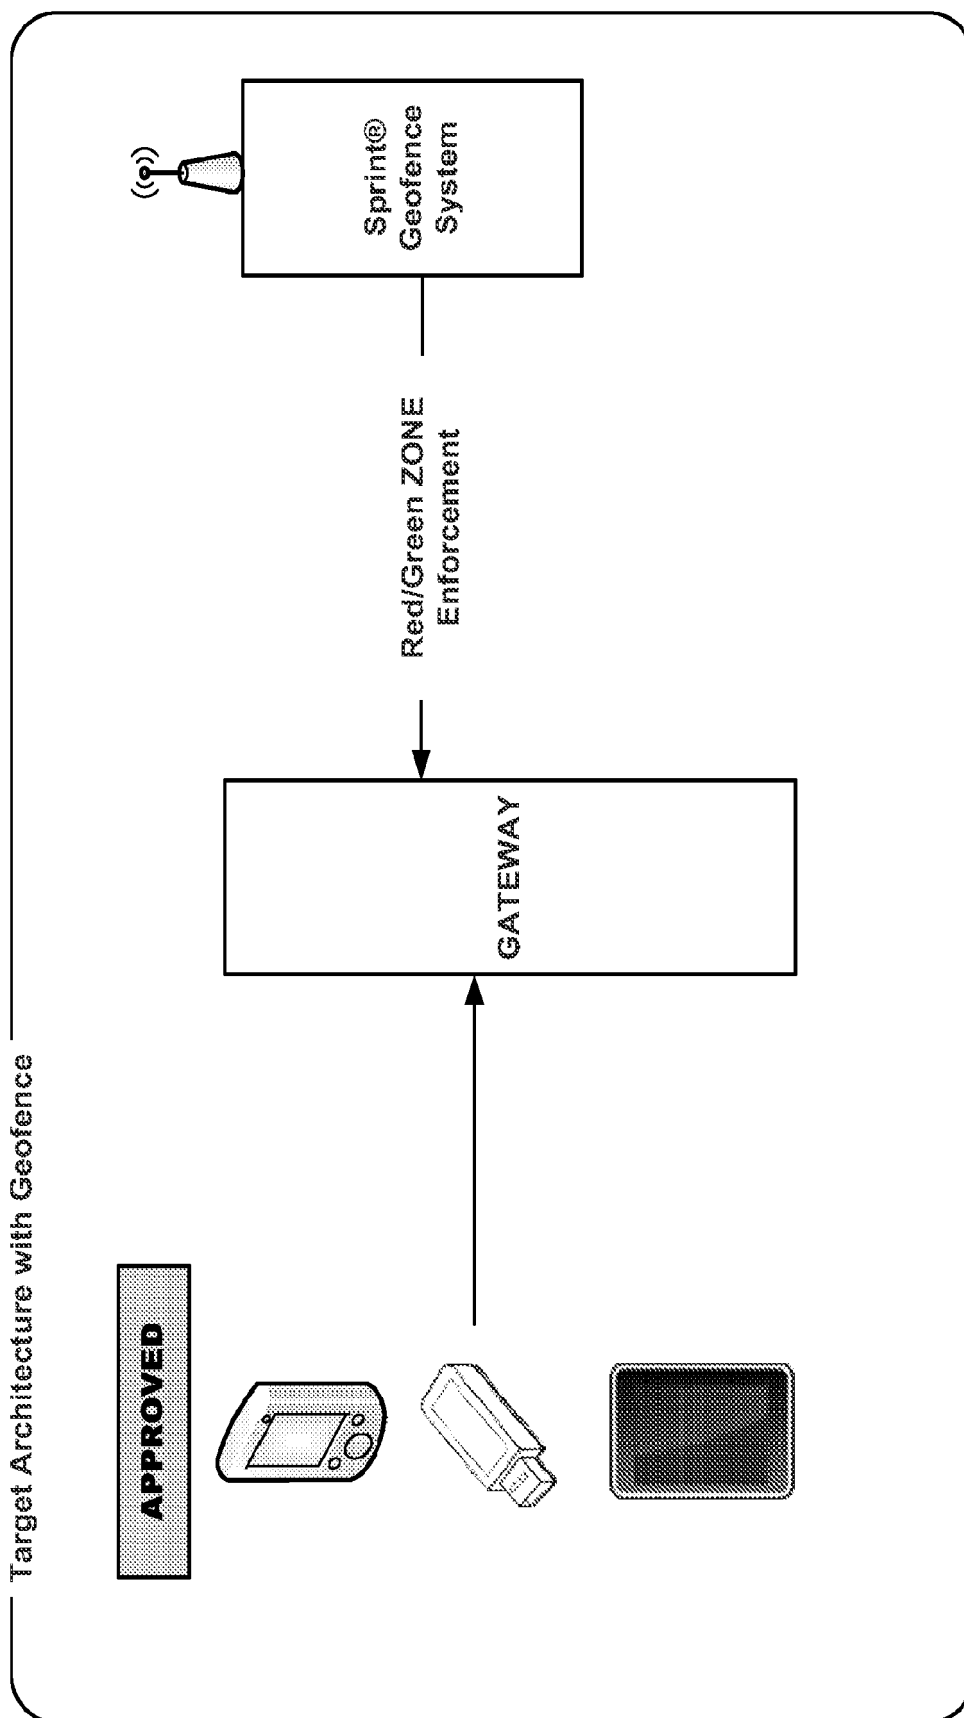 Target Architecture with Geofence
APPROVED
GATEWAY
Red/Green ZONE
Enforcement
Sprint®
Geofence
System